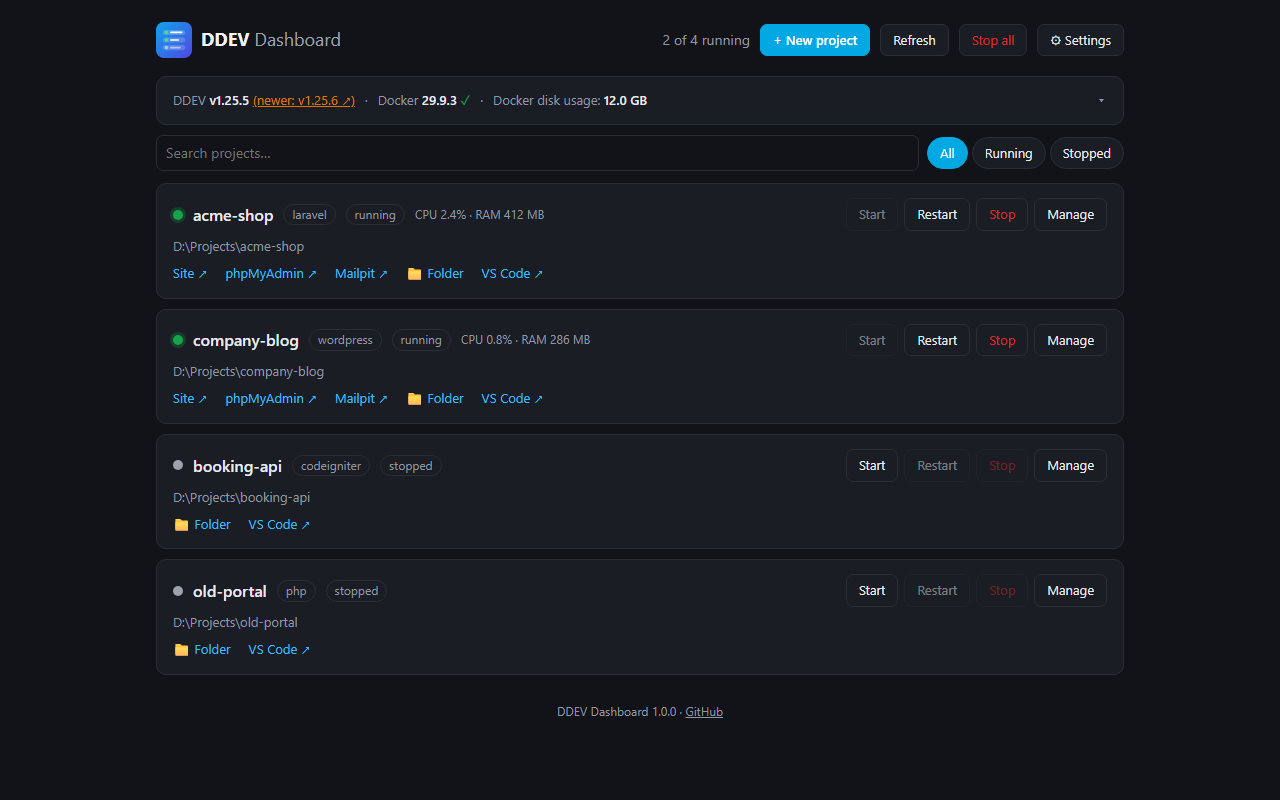 DDEV Dashboard 2 of 4 running + New project Refresh Stop all ⚙ Settings
DDEV v1.25.5 (newer: v1.25.6 ↗) · Docker 29.9.3 ✓ · Docker disk usage: 12.0 GB
Search projects... All Running Stopped
acme-shop laravel running CPU 2.4% · RAM 412 MB Start Restart Stop Manage
D:\Projects\acme-shop
Site ↗ phpMyAdmin ↗ Mailpit ↗ Folder VS Code ↗
company-blog wordpress running CPU 0.8% · RAM 286 MB Start Restart Stop Manage
D:\Projects\company-blog
Site ↗ phpMyAdmin ↗ Mailpit ↗ Folder VS Code ↗
booking-api codeigniter stopped Start Restart Stop Manage
D:\Projects\booking-api
Folder VS Code ↗
old-portal php stopped Start Restart Stop Manage
D:\Projects\old-portal
Folder VS Code ↗
DDEV Dashboard 1.0.0 · GitHub